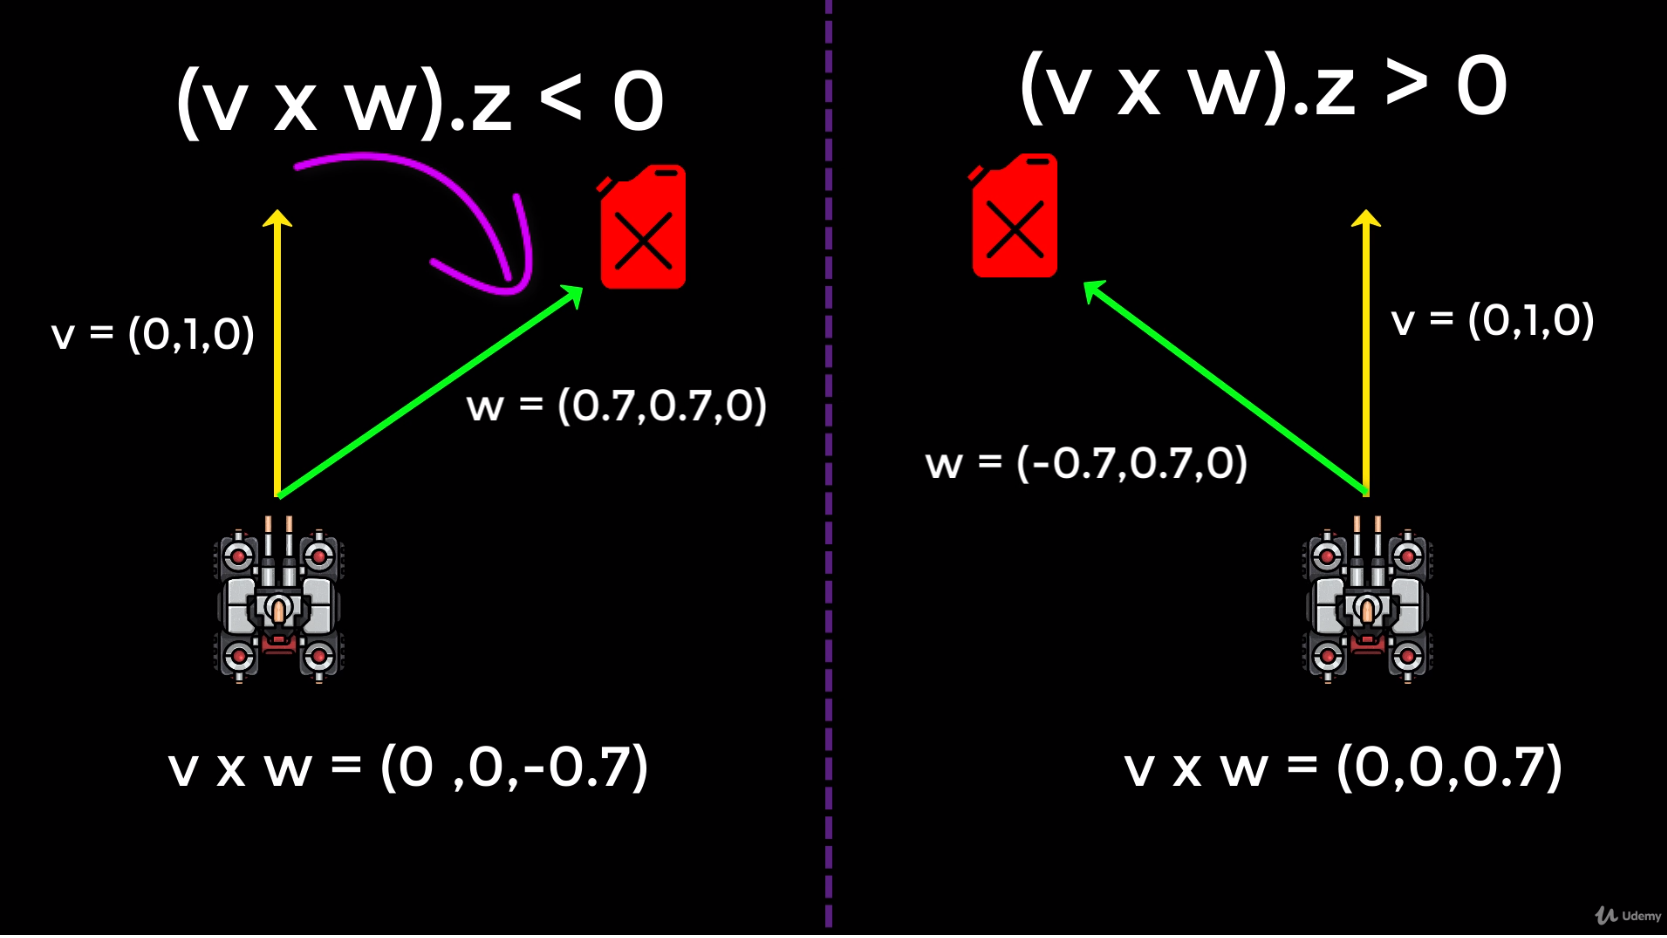 (v x w).z < 0
v = (0,1,0)
w = (0.7,0.7,0)
v x w = (0 ,0,-0.7)
(v x w).z > 0
v = (0,1,0)
w = (-0.7,0.7,0)
v x w = (0,0,0.7)
Udemy